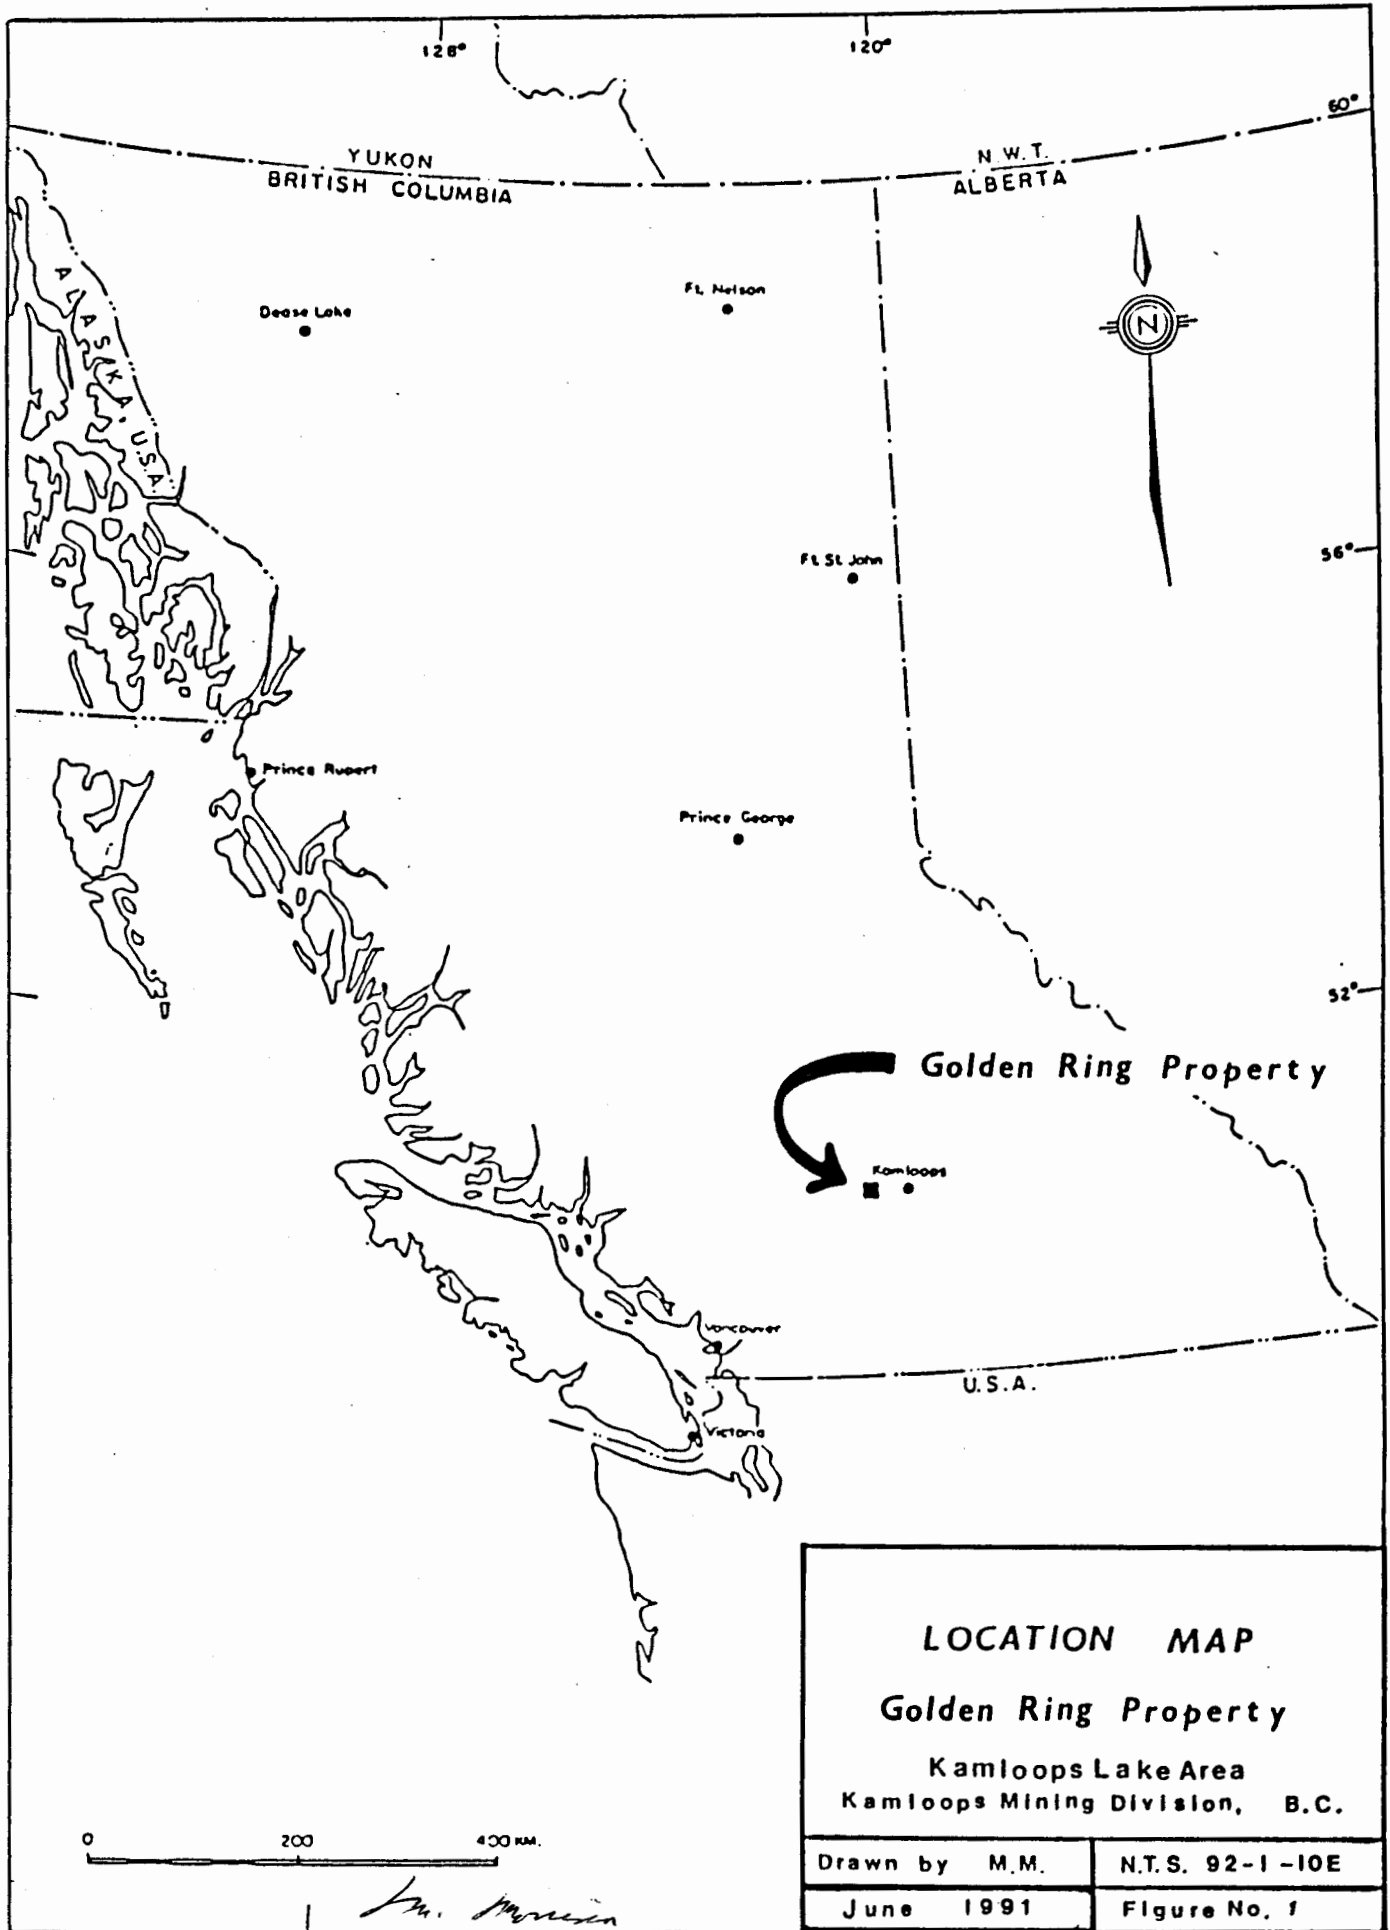 128°
120°
60°
YUKON
BRITISH COLUMBIA
N.W.T.
ALBERTA
ALASKA, U.S.A.
Dease Lake
Ft. Nelson
N
Ft. St. John
56°
Prince Rupert
Prince George
52°
Golden Ring Property
Kamloops
Vancouver
U.S.A.
Victoria
LOCATION MAP
Golden Ring Property
Kamloops Lake Area
Kamloops Mining Division, B.C.
0 200 400 KM.
Drawn by M.M.
N.T.S. 92-I-10E
June 1991
Figure No. 1